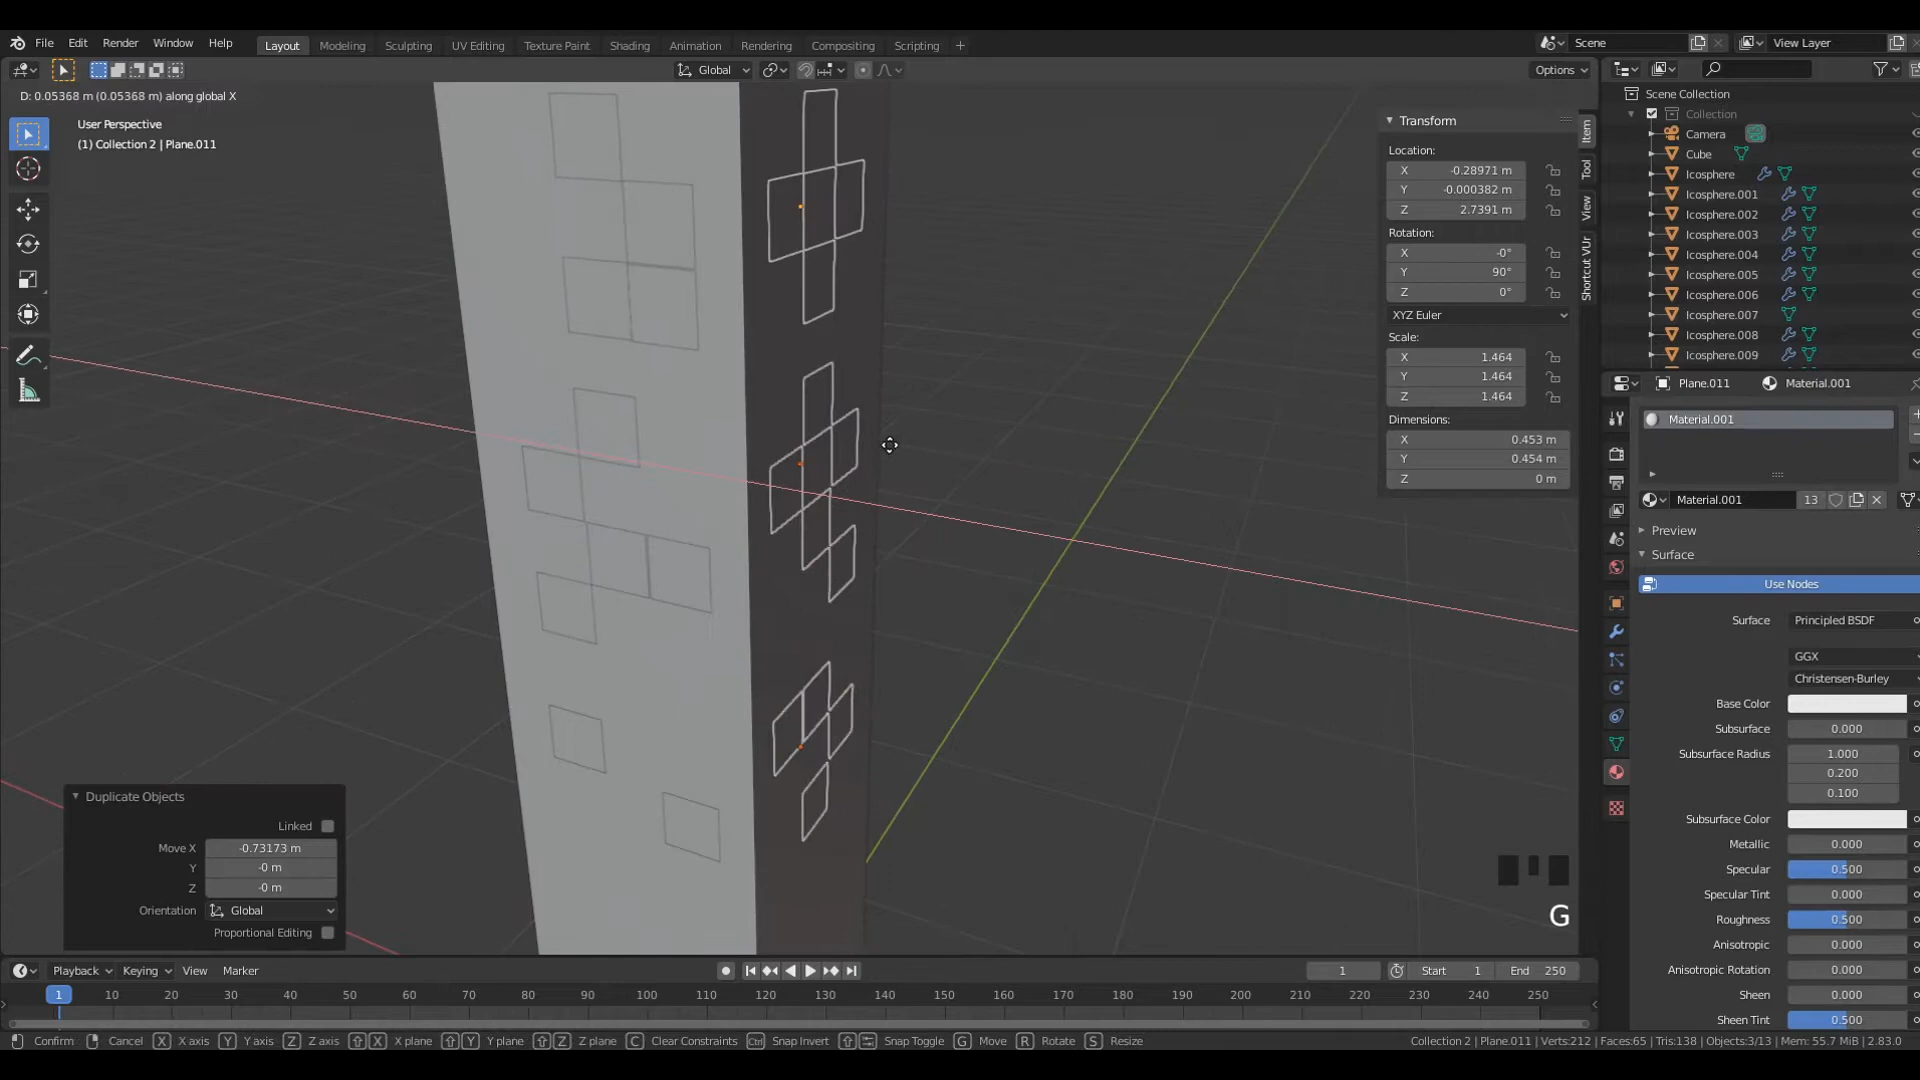 File Edit Render Window Help Layout Modeling Sculpting UV Editing Texture Paint Shading Animation Rendering Compositing Scripting + Scene View Layer
Global Options
D: 0.05368 m (0.05368 m) along global X
User Perspective
(1) Collection 2 | Plane.011
Transform
Location:
X -0.28971 m
Y -0.000382 m
Z 2.7391 m
Rotation:
X -0°
Y 90°
Z 0°
XYZ Euler
Scale:
X 1.464
Y 1.464
Z 1.464
Dimensions:
X 0.453 m
Y 0.454 m
Z 0 m
Item
Tool
View
Shortcut VUr
Scene Collection
Collection
Camera
Cube
Icosphere
Icosphere.001
Icosphere.002
Icosphere.003
Icosphere.004
Icosphere.005
Icosphere.006
Icosphere.007
Icosphere.008
Icosphere.009
Plane.011 Material.001
Material.001
Material.001 13
Preview
Surface
Use Nodes
Surface Principled BSDF
GGX
Christensen-Burley
Base Color
Subsurface 0.000
Subsurface Radius 1.000
0.200
0.100
Subsurface Color
Metallic 0.000
Specular 0.500
Specular Tint 0.000
Roughness 0.500
Anisotropic 0.000
Anisotropic Rotation 0.000
Sheen 0.000
Sheen Tint 0.500
Duplicate Objects
Linked
Move X -0.73173 m
Y -0 m
Z -0 m
Orientation Global
Proportional Editing
G
Playback Keying View Marker 1 Start 1 End 250
1 10 20 30 40 50 60 70 80 90 100 110 120 130 140 150 160 170 180 190 200 210 220 230 240 250
Confirm Cancel X X axis Y Y axis Z Z axis X X plane Y Y plane Z Z plane C Clear Constraints Ctrl Snap Invert Snap Toggle G Move R Rotate S Resize Collection 2 | Plane.011 | Verts:212 | Faces:65 | Tris:138 | Objects:3/13 | Mem: 55.7 MiB | 2.83.0